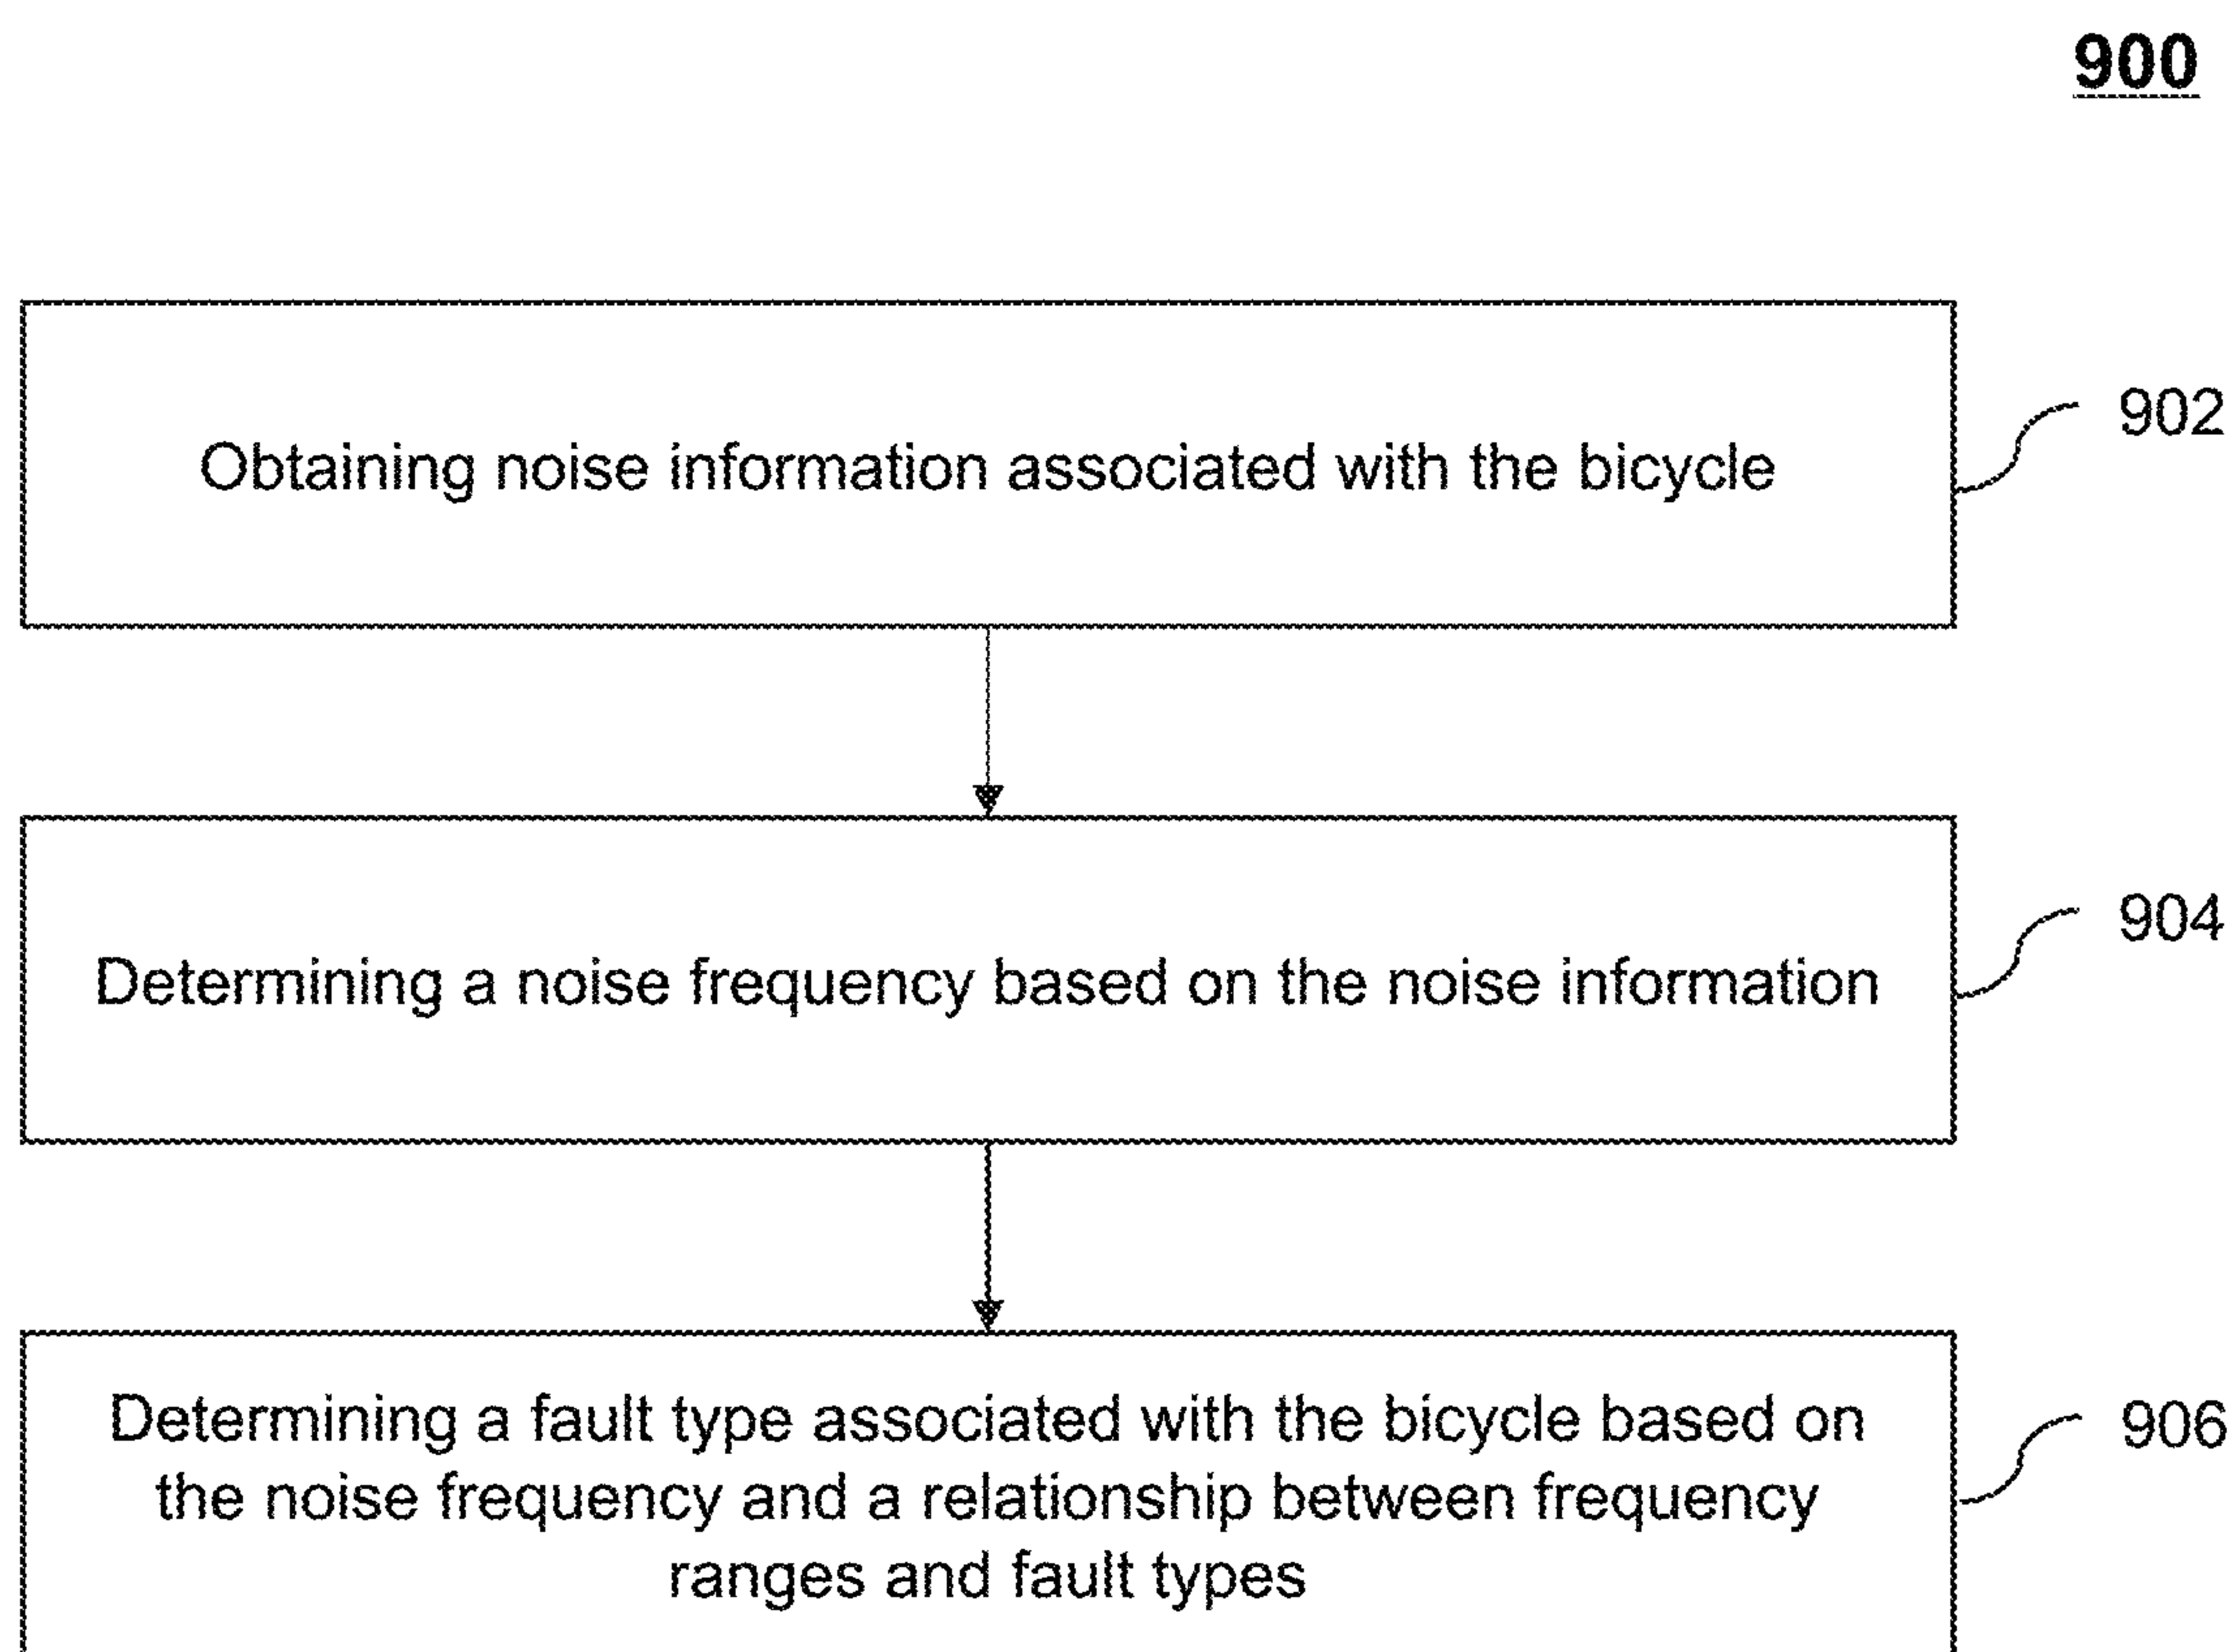 900
Obtaining noise information associated with the bicycle
902
Determining a noise frequency based on the noise information
904
Determining a fault type associated with the bicycle based on
the noise frequency and a relationship between frequency
ranges and fault types
906